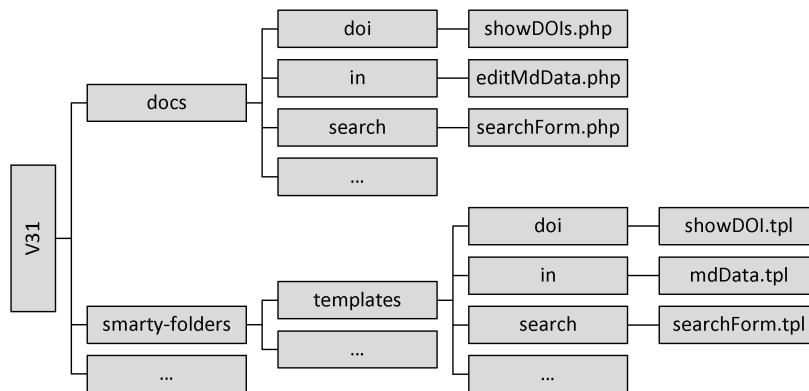 V31
docs
doi
showDOIs.php
in
editMdData.php
search
searchForm.php
...
smarty-folders
templates
doi
showDOI.tpl
in
mdData.tpl
search
searchForm.tpl
...
...
...